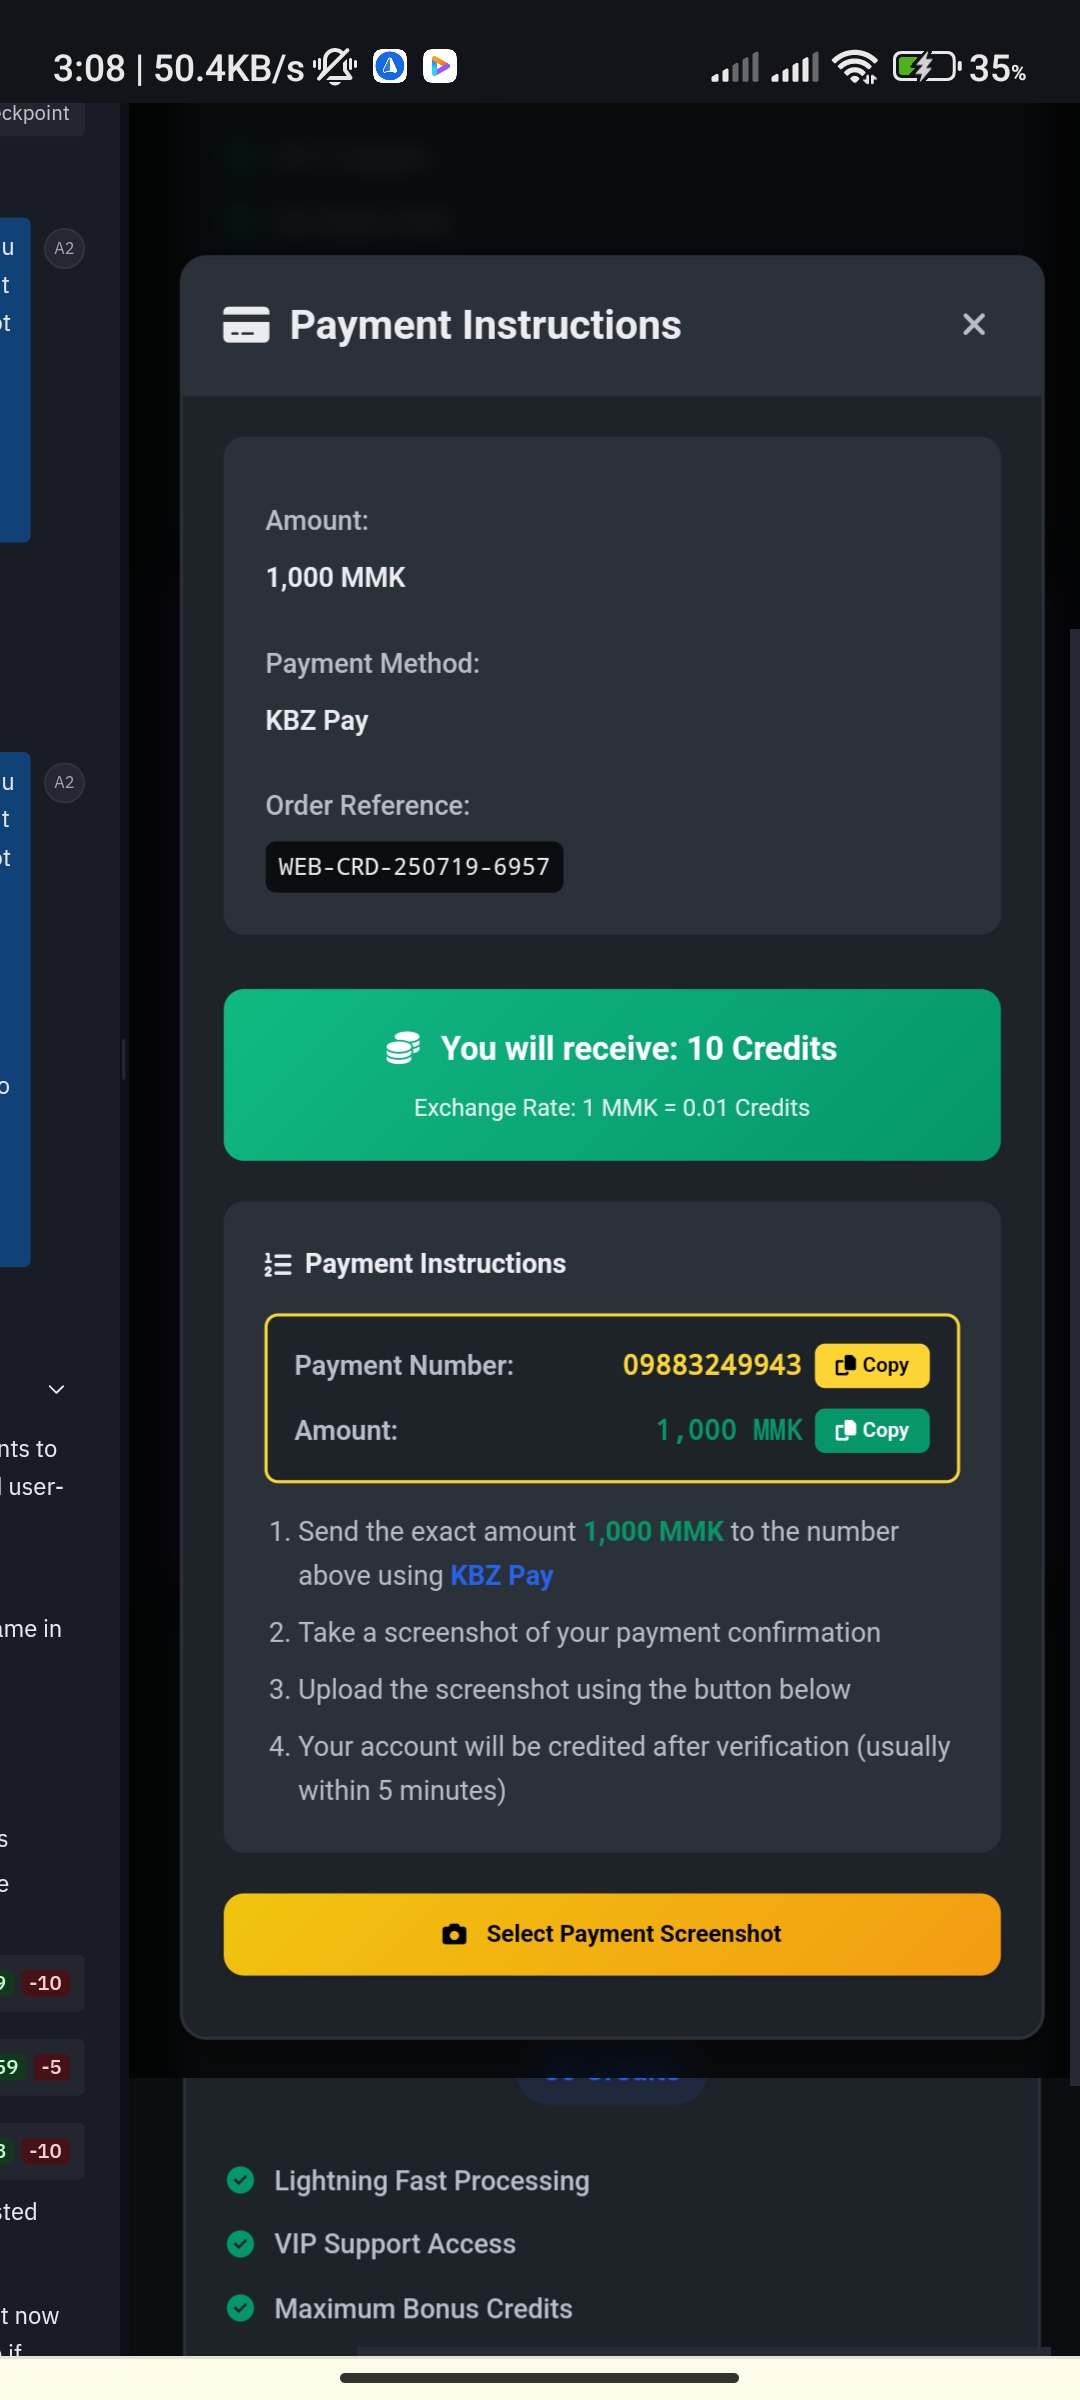 3:08 | 50.4KB/s
35%
ckpoint
u
A2
t
ot
u
A2
t
ot
o
nts to
user-
me in
s
e
9 -10
59 -5
3 -10
sted
t now
if
Payment Instructions
Amount:
1,000 MMK
Payment Method:
KBZ Pay
Order Reference:
WEB-CRD-250719-6957
You will receive: 10 Credits
Exchange Rate: 1 MMK = 0.01 Credits
Payment Instructions
Payment Number: 09883249943 Copy
Amount: 1,000 MMK Copy
1. Send the exact amount 1,000 MMK to the number
above using KBZ Pay
2. Take a screenshot of your payment confirmation
3. Upload the screenshot using the button below
4. Your account will be credited after verification (usually
within 5 minutes)
Select Payment Screenshot
Lightning Fast Processing
VIP Support Access
Maximum Bonus Credits